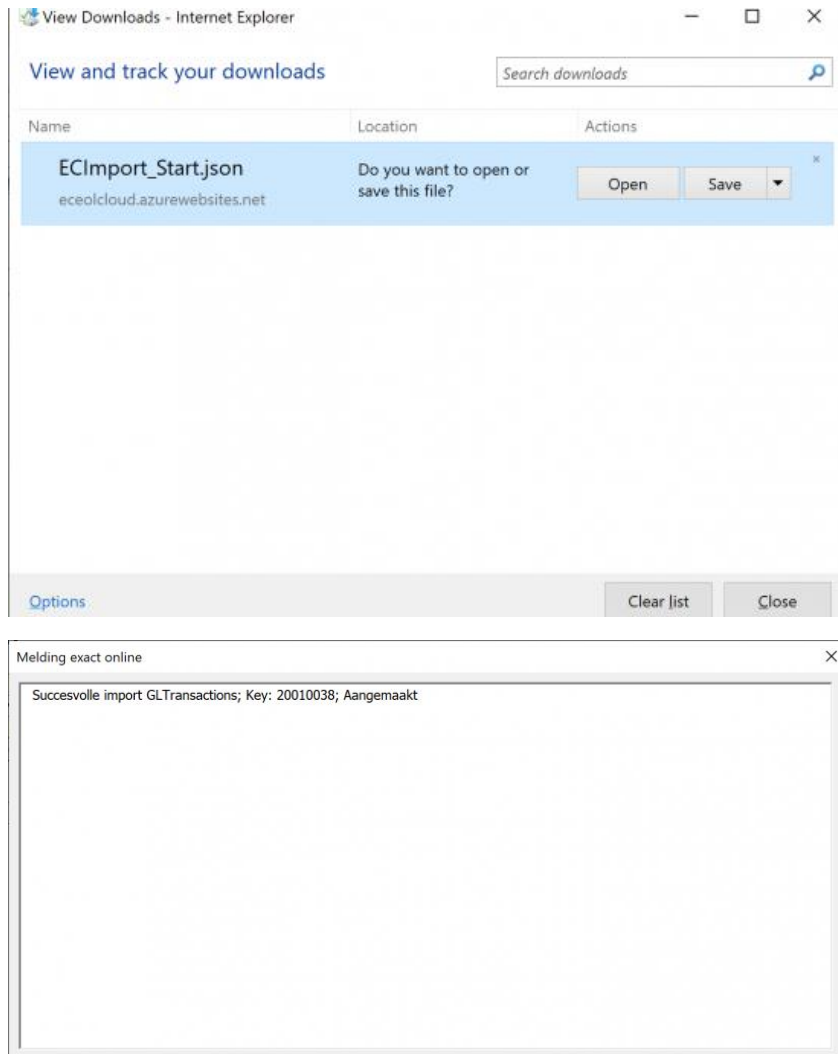 View Downloads - Internet Explorer
View and track your downloads
Search downloads
Name Location Actions
ECImport_Start.json
eceolcloud.azurewebsites.net
Do you want to open or
save this file?
Open Save
Options Clear list Close
Melding exact online
Succesvolle import GLTransactions; Key: 20010038; Aangemaakt